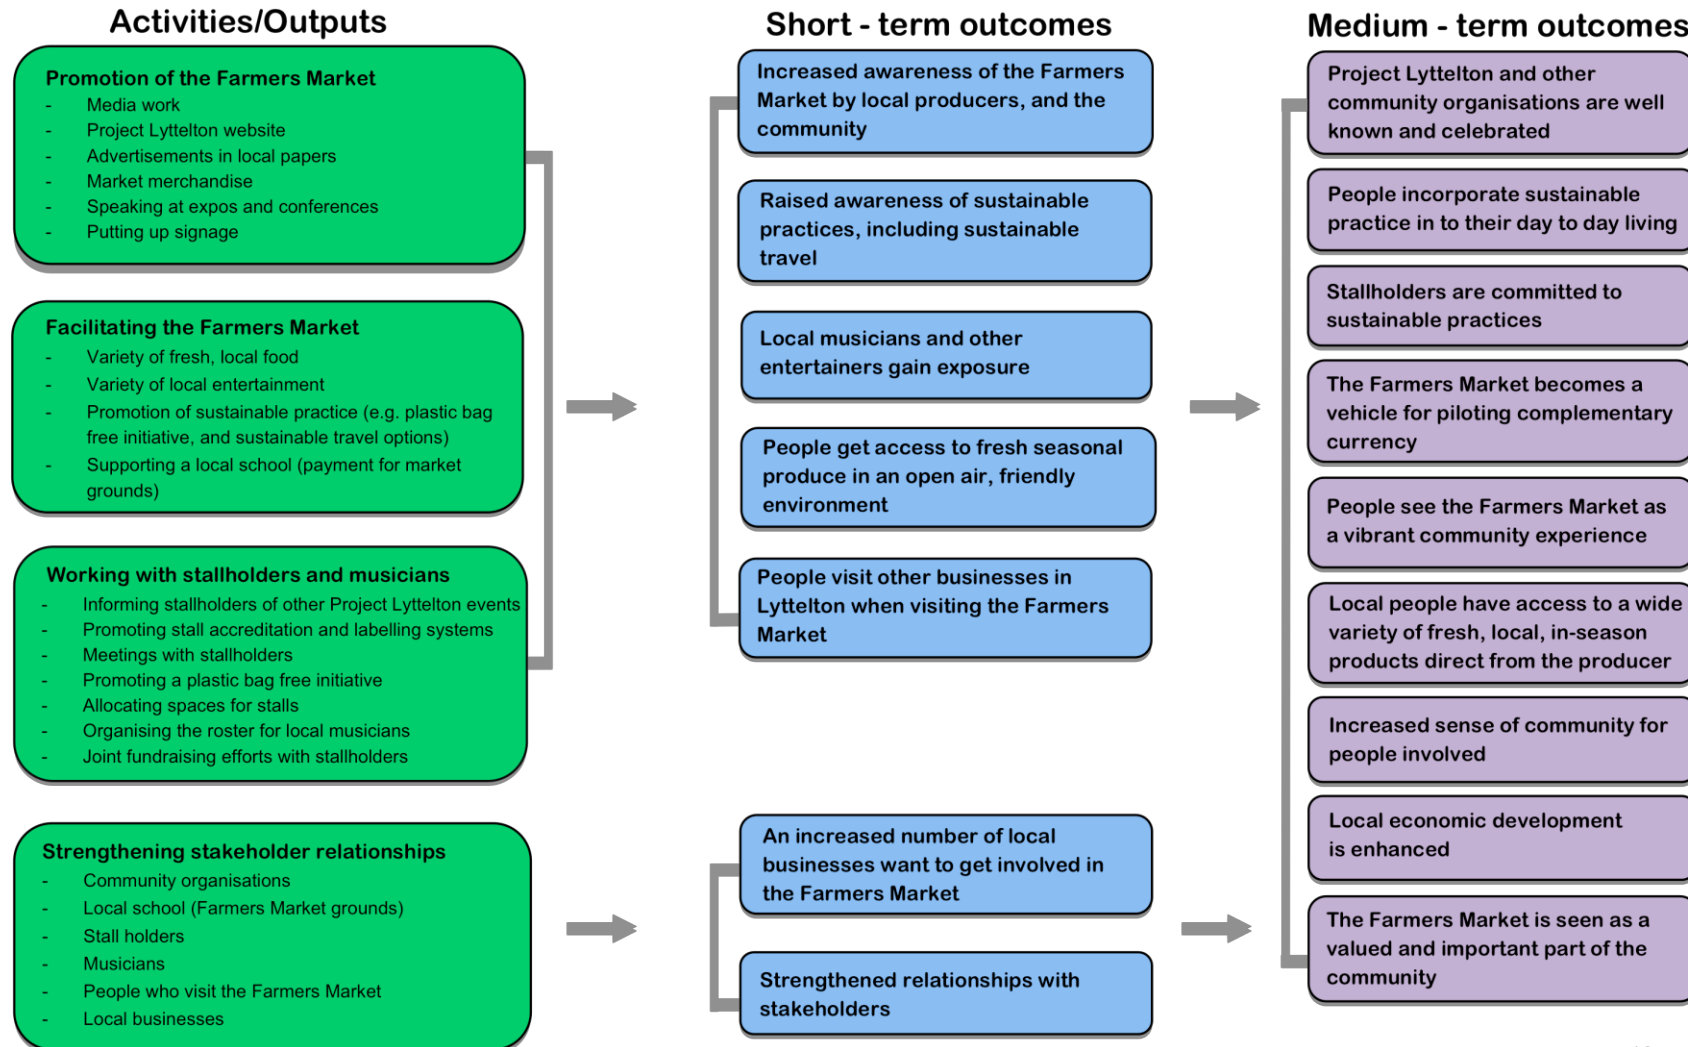 Activities/Outputs
Promotion of the Farmers Market
- Media work
- Project Lyttelton website
- Advertisements in local papers
- Market merchandise
- Speaking at expos and conferences
- Putting up signage
Facilitating the Farmers Market
- Variety of fresh, local food
- Variety of local entertainment
- Promotion of sustainable practice (e.g. plastic bag
free initiative, and sustainable travel options)
- Supporting a local school (payment for market
grounds)
Working with stallholders and musicians
- Informing stallholders of other Project Lyttelton events
- Promoting stall accreditation and labelling systems
- Meetings with stallholders
- Promoting a plastic bag free initiative
- Allocating spaces for stalls
- Organising the roster for local musicians
- Joint fundraising efforts with stallholders
Strengthening stakeholder relationships
- Community organisations
- Local school (Farmers Market grounds)
- Stall holders
- Musicians
- People who visit the Farmers Market
- Local businesses
Short - term outcomes
Increased awareness of the Farmers
Market by local producers, and the
community
Raised awareness of sustainable
practices, including sustainable
travel
Local musicians and other
entertainers gain exposure
People get access to fresh seasonal
produce in an open air, friendly
environment
People visit other businesses in
Lyttelton when visiting the Farmers
Market
An increased number of local
businesses want to get involved in
the Farmers Market
Strengthened relationships with
stakeholders
Medium - term outcomes
Project Lyttelton and other
community organisations are well
known and celebrated
People incorporate sustainable
practice in to their day to day living
Stallholders are committed to
sustainable practices
The Farmers Market becomes a
vehicle for piloting complementary
currency
People see the Farmers Market as
a vibrant community experience
Local people have access to a wide
variety of fresh, local, in-season
products direct from the producer
Increased sense of community for
people involved
Local economic development
is enhanced
The Farmers Market is seen as a
valued and important part of the
community